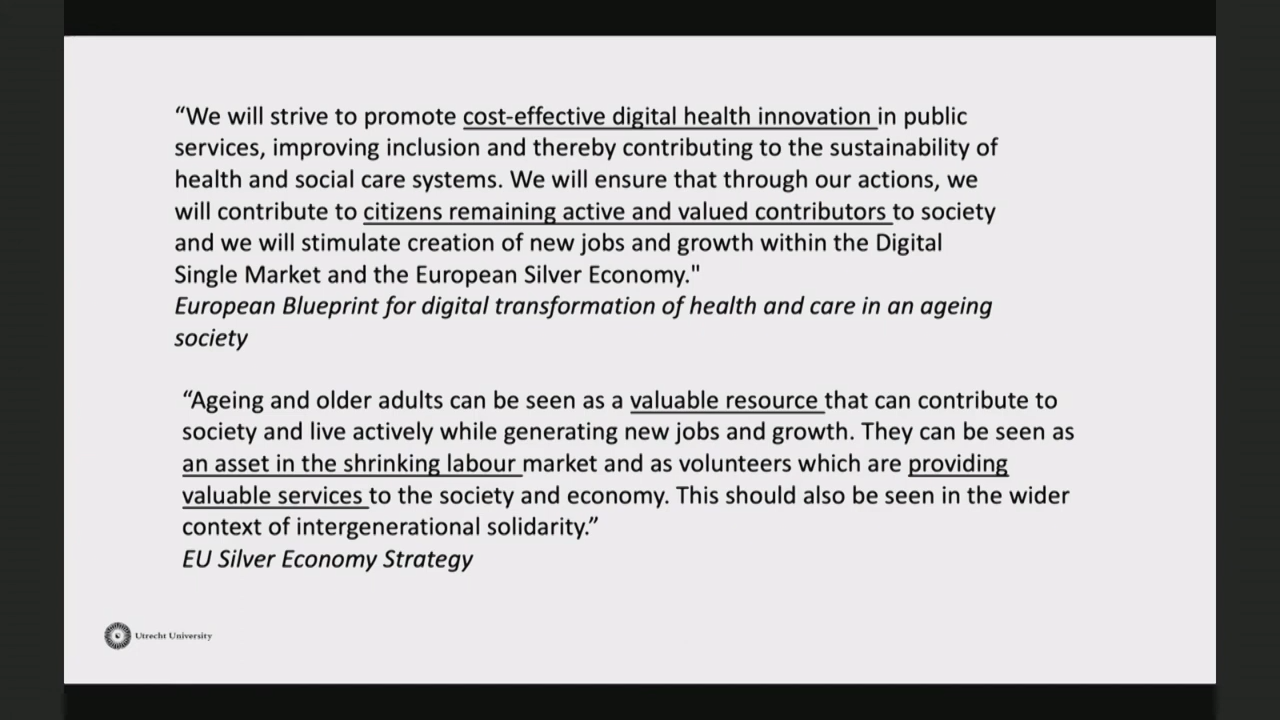 “We will strive to promote cost-effective digital health innovation in public
services, improving inclusion and thereby contributing to the sustainability of
health and social care systems. We will ensure that through our actions, we
will contribute to citizens remaining active and valued contributors to society
and we will stimulate creation of new jobs and growth within the Digital
Single Market and the European Silver Economy."
European Blueprint for digital transformation of health and care in an ageing
society
“Ageing and older adults can be seen as a valuable resource that can contribute to
society and live actively while generating new jobs and growth. They can be seen as
an asset in the shrinking labour market and as volunteers which are providing
valuable services to the society and economy. This should also be seen in the wider
context of intergenerational solidarity.”
EU Silver Economy Strategy
Utrecht University